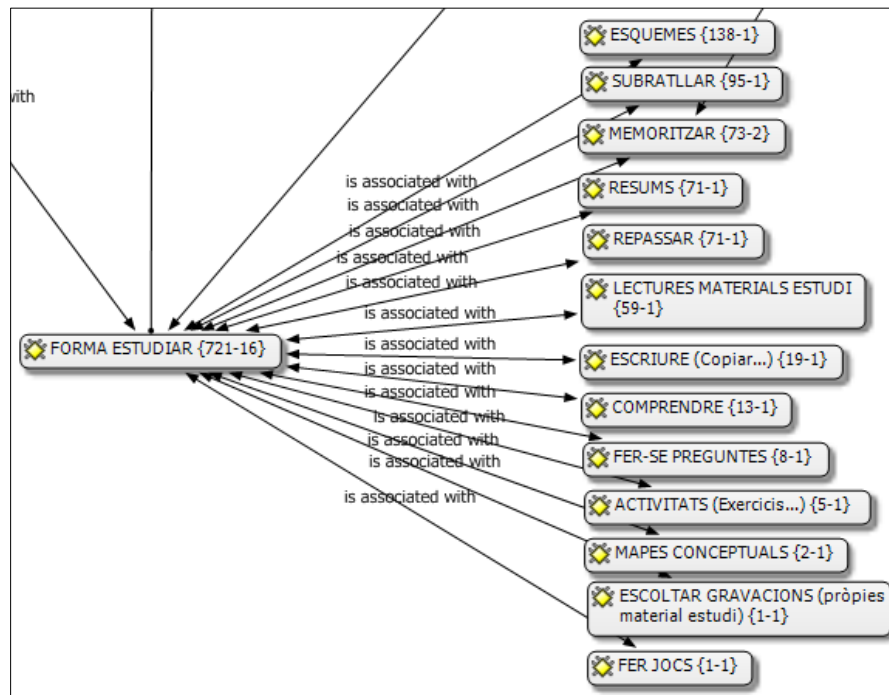 ESQUEMES {138-1}
SUBRATLLAR {95-1}
with
MEMORITZAR {73-2}
is associated with
RESUMS {71-1}
is associated with
is associated with
REPASSAR {71-1}
is associated with
is associated with
LECTURES MATERIALS ESTUDI
{59-1}
is associated with
FORMA ESTUDIAR {721-16}
is associated with
ESCRIURE (Copiar...) {19-1}
is associated with
is associated with
COMPRENDRE {13-1}
is associated with
is associated with
FER-SE PREGUNTES {8-1}
is associated with
is associated with
ACTIVITATS (Exercicis...) {5-1}
MAPES CONCEPTUALS {2-1}
ESCOLTAR GRAVACIONS (pròpies
material estudi) {1-1}
FER JOCS {1-1}